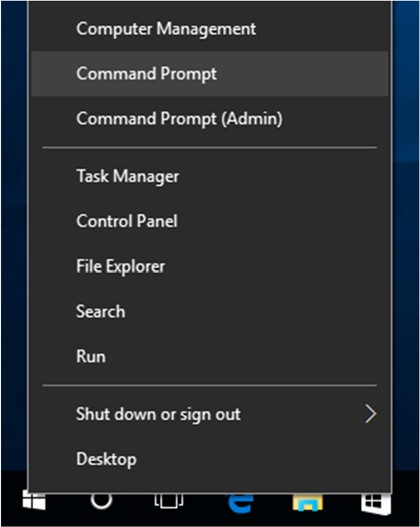 Computer Management
Command Prompt
Command Prompt (Admin)
Task Manager
Control Panel
File Explorer
Search
Run
Shut down or sign out
Desktop